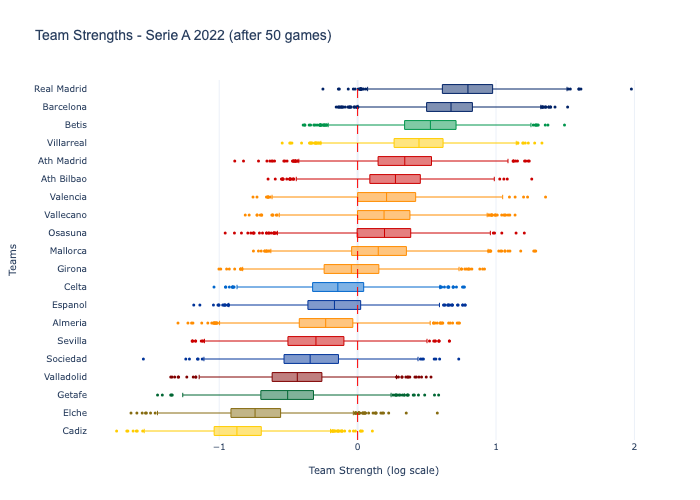 Team Strengths - Serie A 2022 (after 50 games)
Real Madrid
Barcelona
Betis
Villarreal
Ath Madrid
Ath Bilbao
Valencia
Vallecano
Osasuna
Mallorca
Girona
Celta
Espanol
Almeria
Sevilla
Sociedad
Valladolid
Getafe
Elche
Cadiz
Teams
−1 0 1 2
Team Strength (log scale)